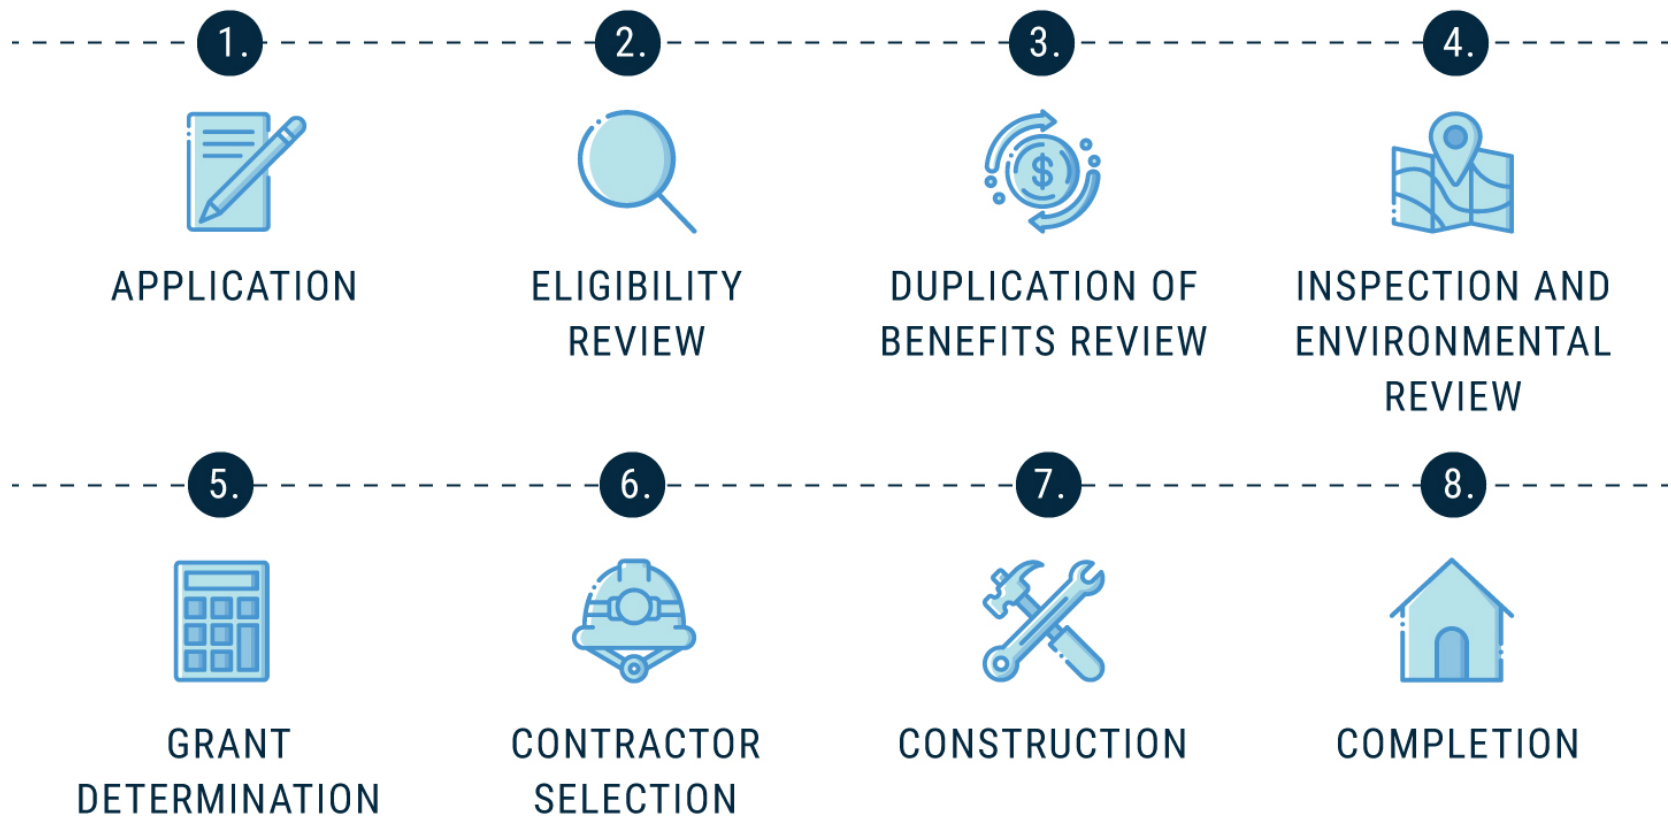 1.
2.
3.
4.
APPLICATION
ELIGIBILITY
REVIEW
DUPLICATION OF
BENEFITS REVIEW
INSPECTION AND
ENVIRONMENTAL
REVIEW
5.
6.
7.
8.
GRANT
DETERMINATION
CONTRACTOR
SELECTION
CONSTRUCTION
COMPLETION